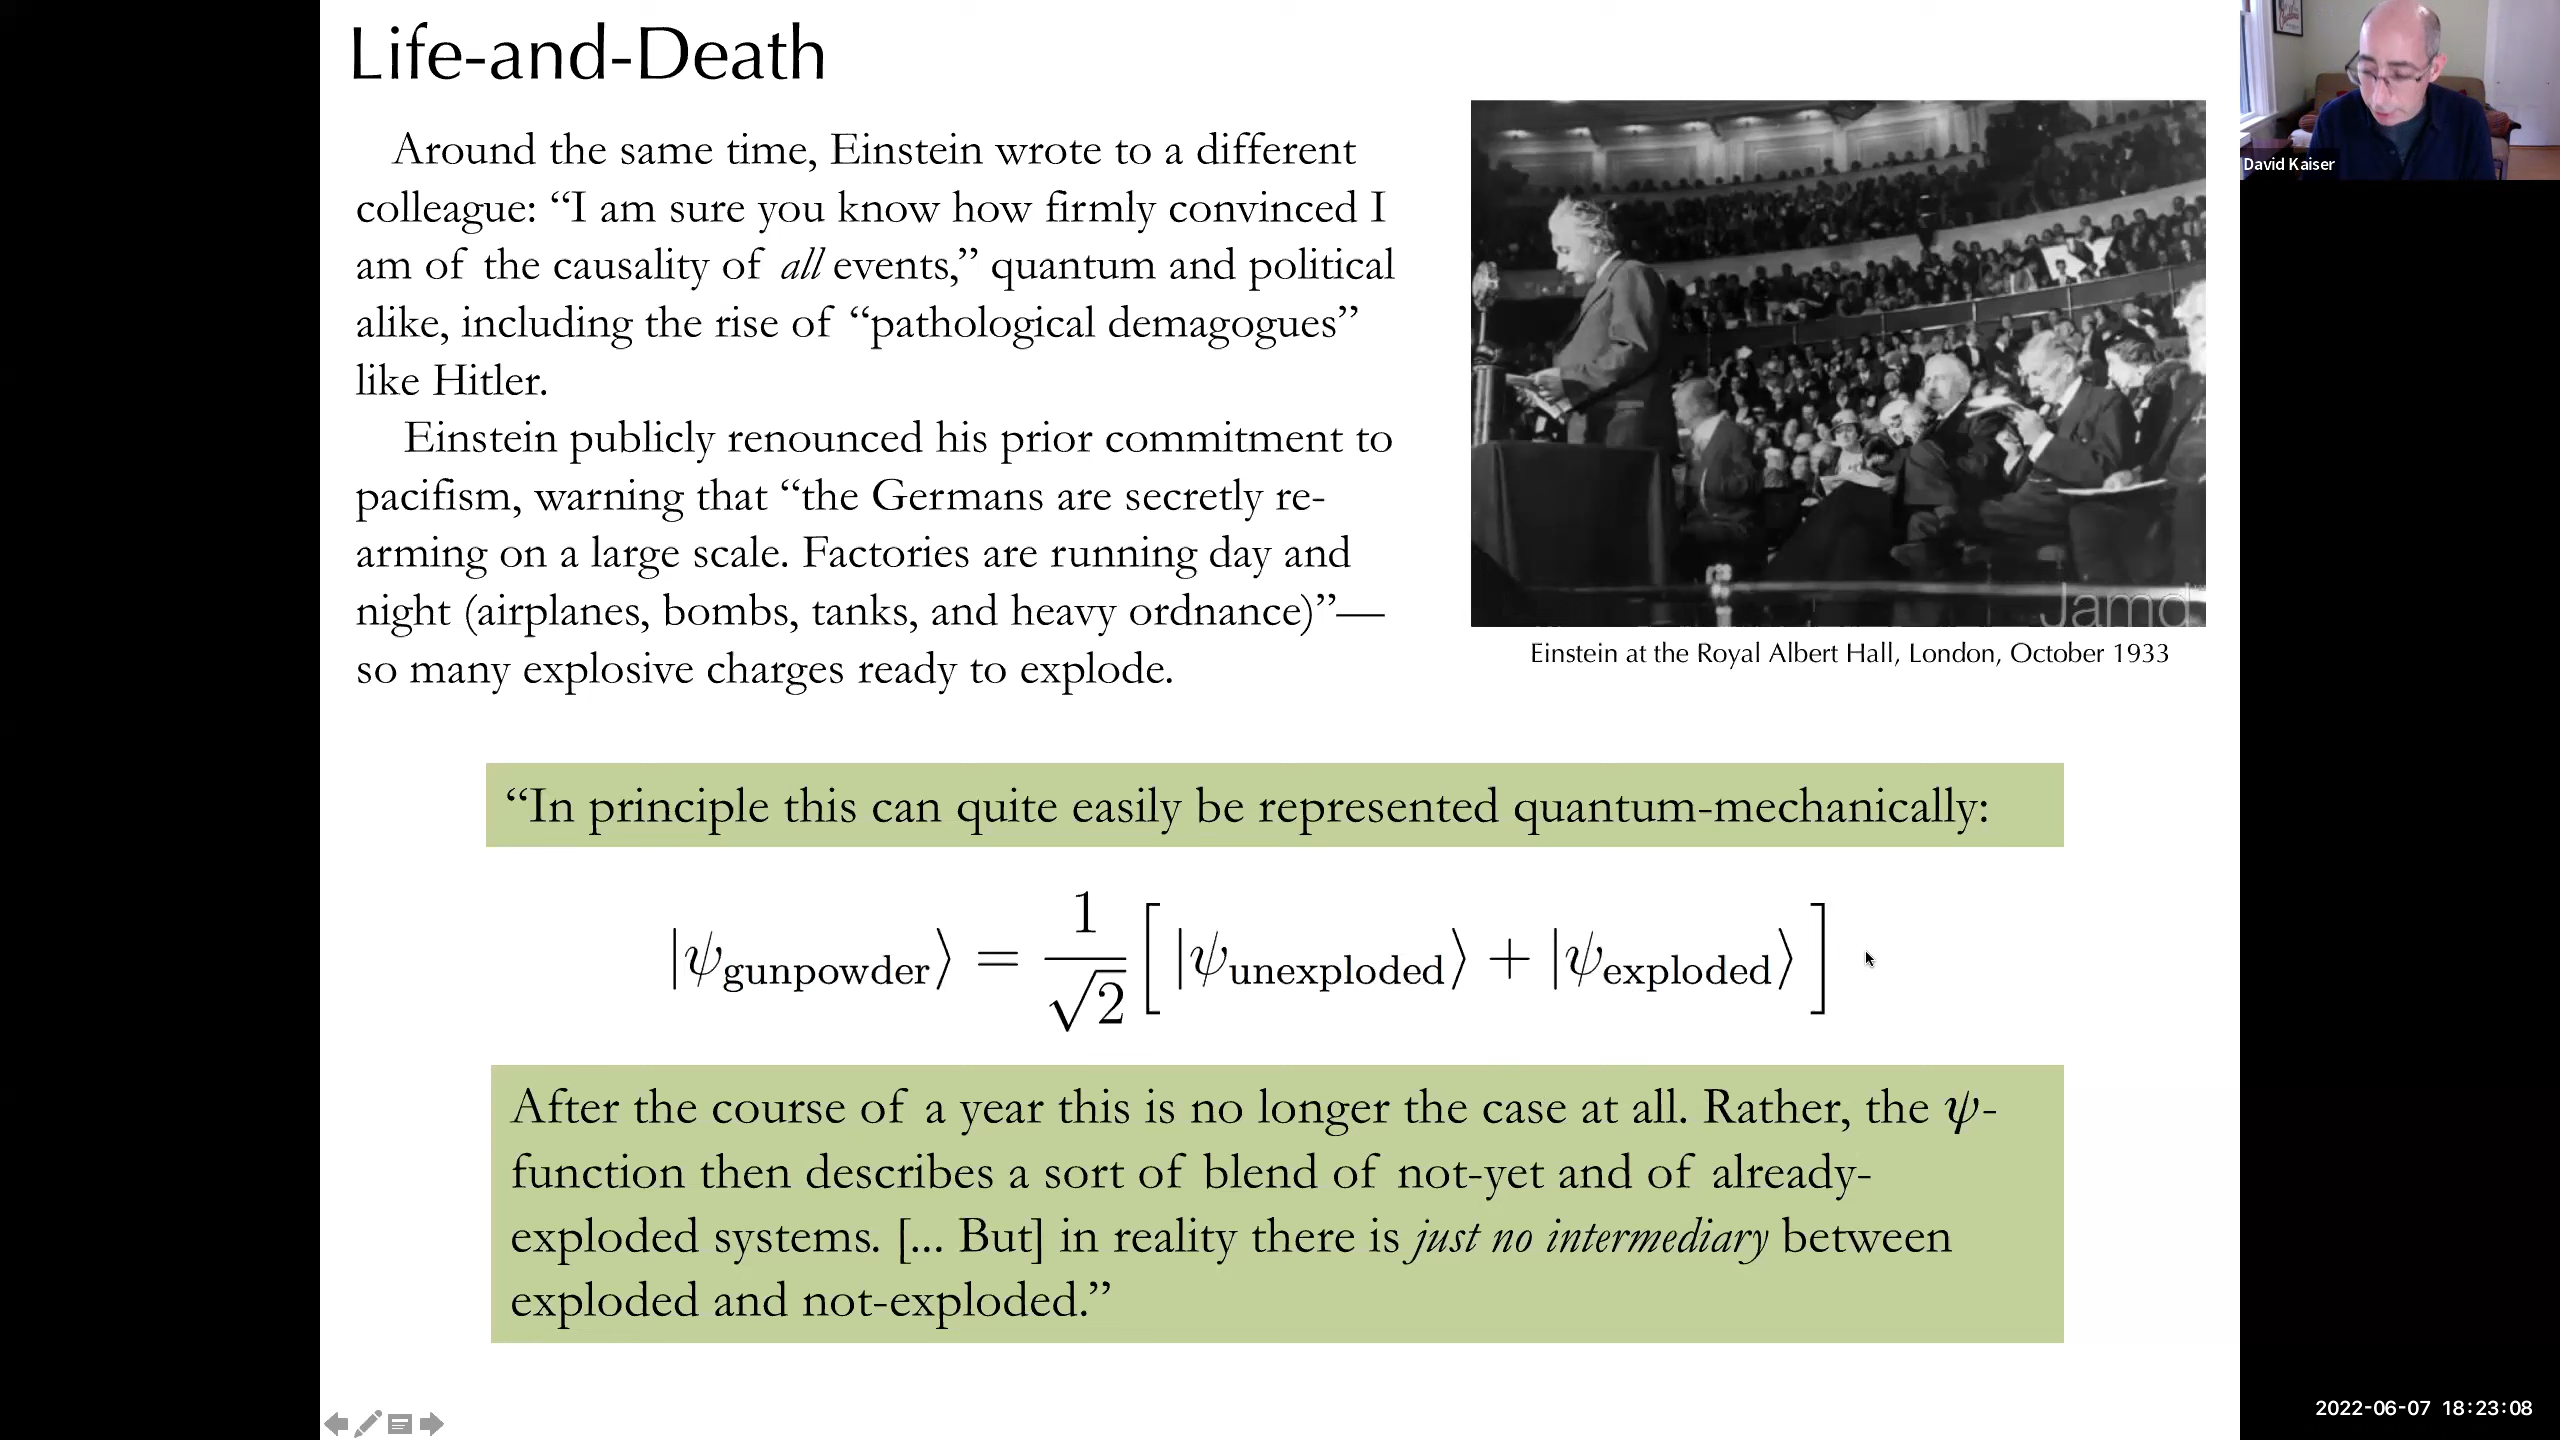 Life-and-Death
Around the same time, Einstein wrote to a different
colleague: “I am sure you know how firmly convinced I
am of the causality of all events,” quantum and political
alike, including the rise of “pathological demagogues”
like Hitler.
Einstein publicly renounced his prior commitment to
pacifism, warning that “the Germans are secretly re-
arming on a large scale. Factories are running day and
night (airplanes, bombs, tanks, and heavy ordnance)”—
so many explosive charges ready to explode.
Jamd
Einstein at the Royal Albert Hall, London, October 1933
“In principle this can quite easily be represented quantum-mechanically:
|ψgunpowder⟩ = 1/√2 [ |ψunexploded⟩ + |ψexploded⟩ ]
After the course of a year this is no longer the case at all. Rather, the ψ-
function then describes a sort of blend of not-yet and of already-
exploded systems. [... But] in reality there is just no intermediary between
exploded and not-exploded.”
David Kaiser
2022-06-07 18:23:08